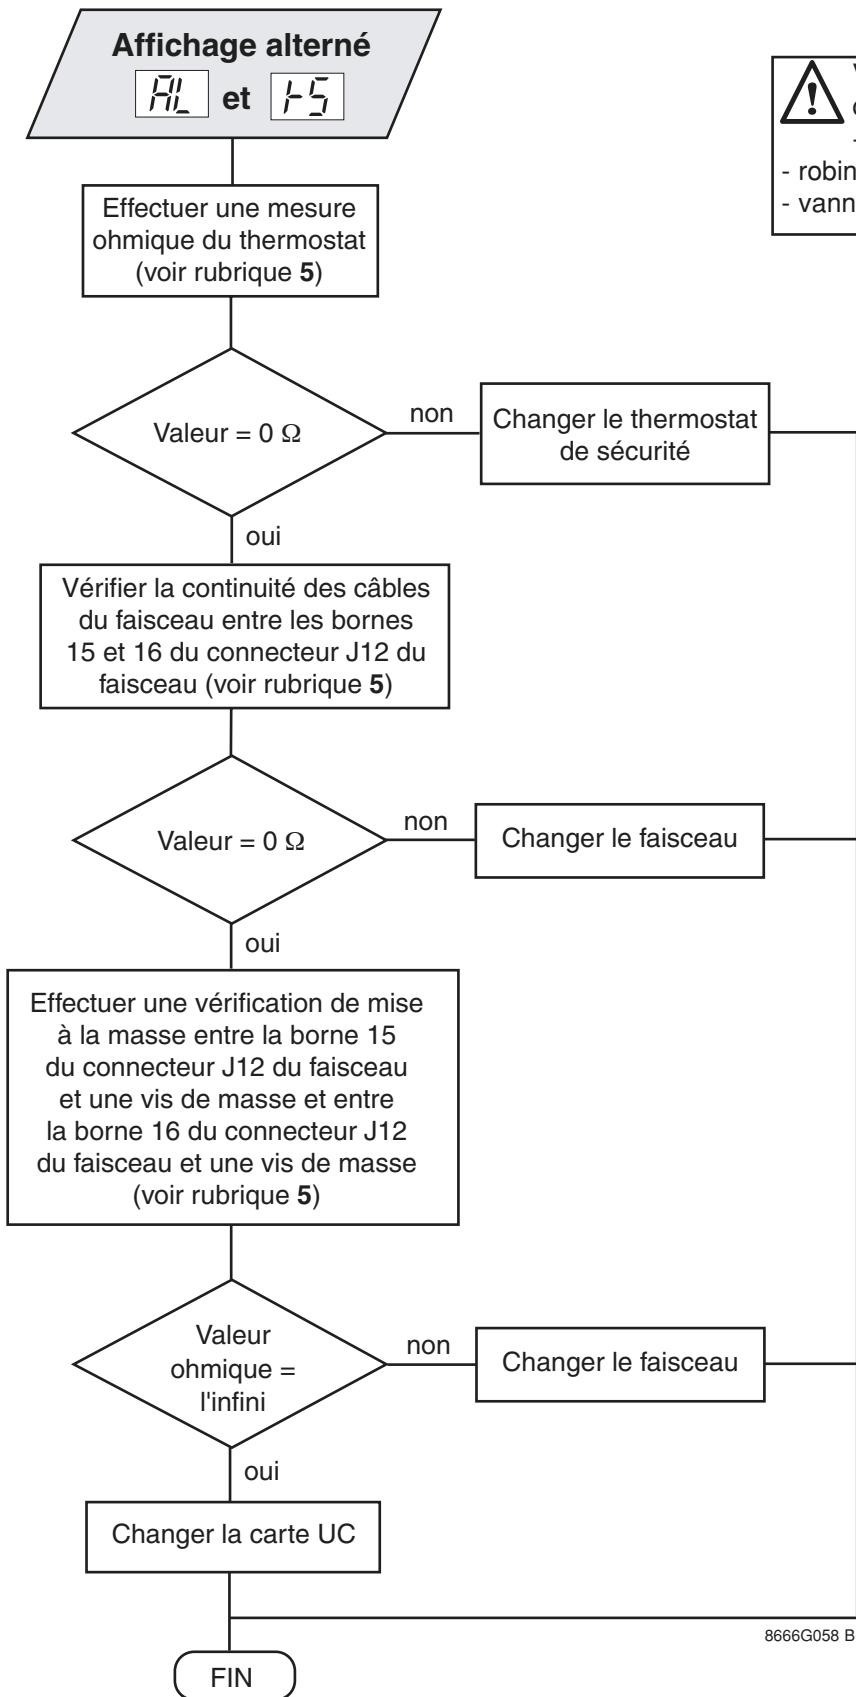 Affichage alterné
AL et
- robin
- vann
Effectuer une mesure
ohmique du thermostat
(voir rubrique 5)
Valeur = 0 Ω
non
Changer le thermostat
de sécurité
oui
Vérifier la continuité des câbles
du faisceau entre les bornes
15 et 16 du connecteur J12 du
faisceau (voir rubrique 5)
Valeur = 0 Ω
non
Changer le faisceau
oui
Effectuer une vérification de mise
à la masse entre la borne 15
du connecteur J12 du faisceau
et une vis de masse et entre
la borne 16 du connecteur J12
du faisceau et une vis de masse
(voir rubrique 5)
Valeur
ohmique =
l'infini
non
Changer le faisceau
oui
Changer la carte UC
8666G058 B
FIN